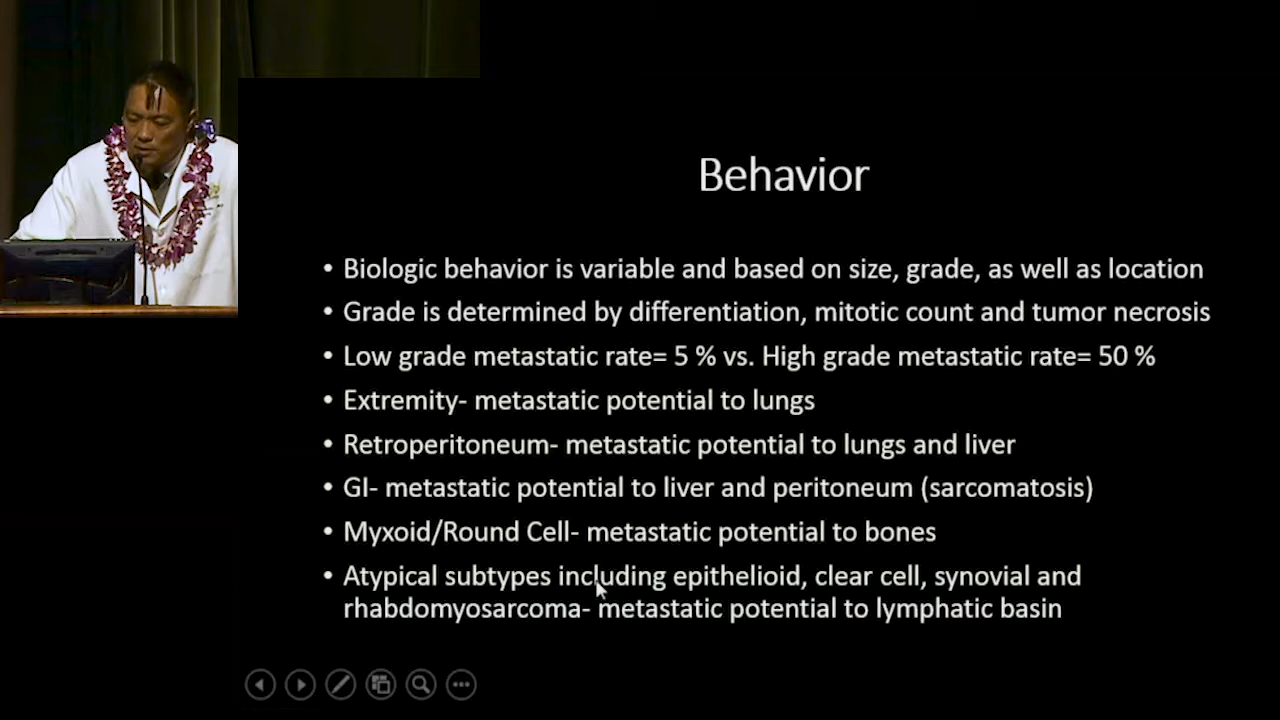 Behavior
• Biologic behavior is variable and based on size, grade, as well as location
• Grade is determined by differentiation, mitotic count and tumor necrosis
• Low grade metastatic rate= 5 % vs. High grade metastatic rate= 50 %
• Extremity- metastatic potential to lungs
• Retroperitoneum- metastatic potential to lungs and liver
• GI- metastatic potential to liver and peritoneum (sarcomatosis)
• Myxoid/Round Cell- metastatic potential to bones
• Atypical subtypes including epithelioid, clear cell, synovial and
rhabdomyosarcoma- metastatic potential to lymphatic basin